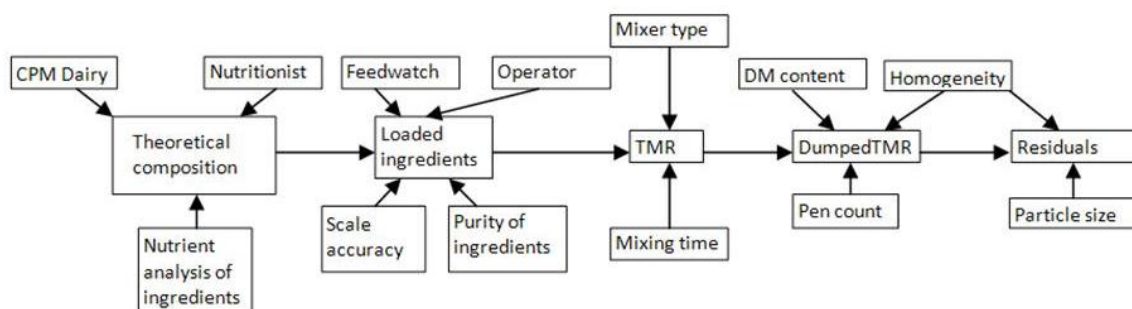 Mixer type
CPM Dairy
Nutritionist
Feedwatch
Operator
DM content
Homogeneity
Theoretical
composition
Loaded
ingredients
TMR
DumpedTMR
Residuals
Scale
accuracy
Purity of
ingredients
Pen count
Particle size
Mixing time
Nutrient
analysis of
ingredients